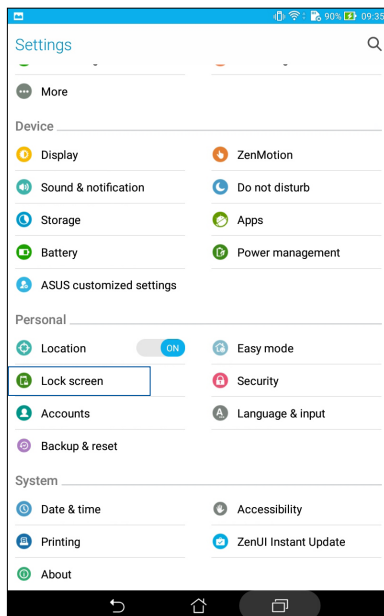 90% 09:35
Settings
More
Device
Display
ZenMotion
Sound & notification
Do not disturb
Storage
Apps
Battery
Power management
ASUS customized settings
Personal
Location ON
Easy mode
Lock screen
Security
Accounts
A Language & input
Backup & reset
System
Date & time
Accessibility
Printing
ZenUI Instant Update
About